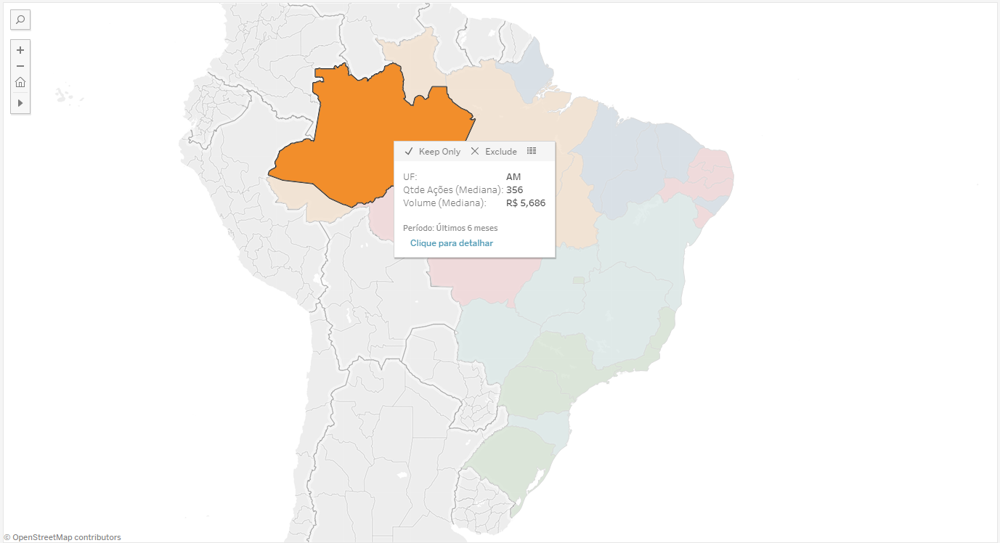 Keep Only Exclude
UF: AM
Qtde Ações (Mediana): 356
Volume (Mediana): R$ 5,686
Período: Últimos 6 meses
Clique para detalhar
© OpenStreetMap contributors